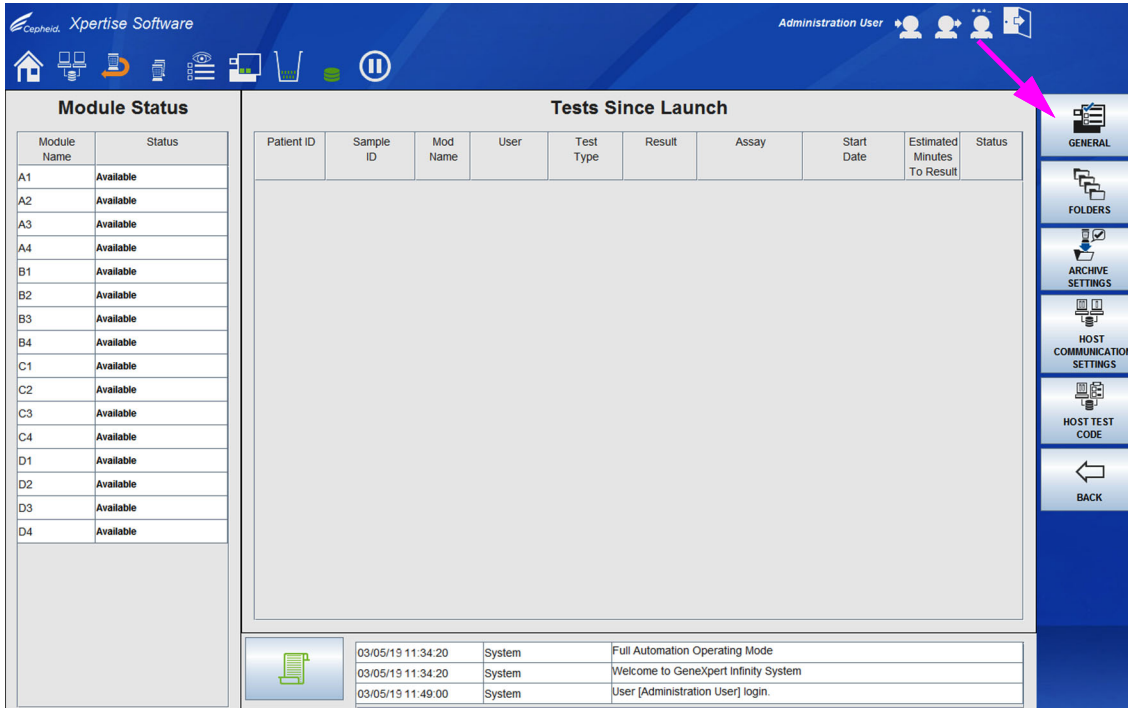 Cepheid. Xpertise Software
Administration User
Module Status
Module Name Status
A1 Available
A2 Available
A3 Available
A4 Available
B1 Available
B2 Available
B3 Available
B4 Available
C1 Available
C2 Available
C3 Available
C4 Available
D1 Available
D2 Available
D3 Available
D4 Available
Tests Since Launch
Patient ID Sample ID Mod Name User Test Type Result Assay Start Date Estimated Minutes To Result Status
03/05/19 11:34:20 System Full Automation Operating Mode
03/05/19 11:34:20 System Welcome to GeneXpert Infinity System
03/05/19 11:49:00 System User [Administration User] login.
GENERAL
FOLDERS
ARCHIVE
SETTINGS
HOST
COMMUNICATION
SETTINGS
HOST TEST
CODE
BACK